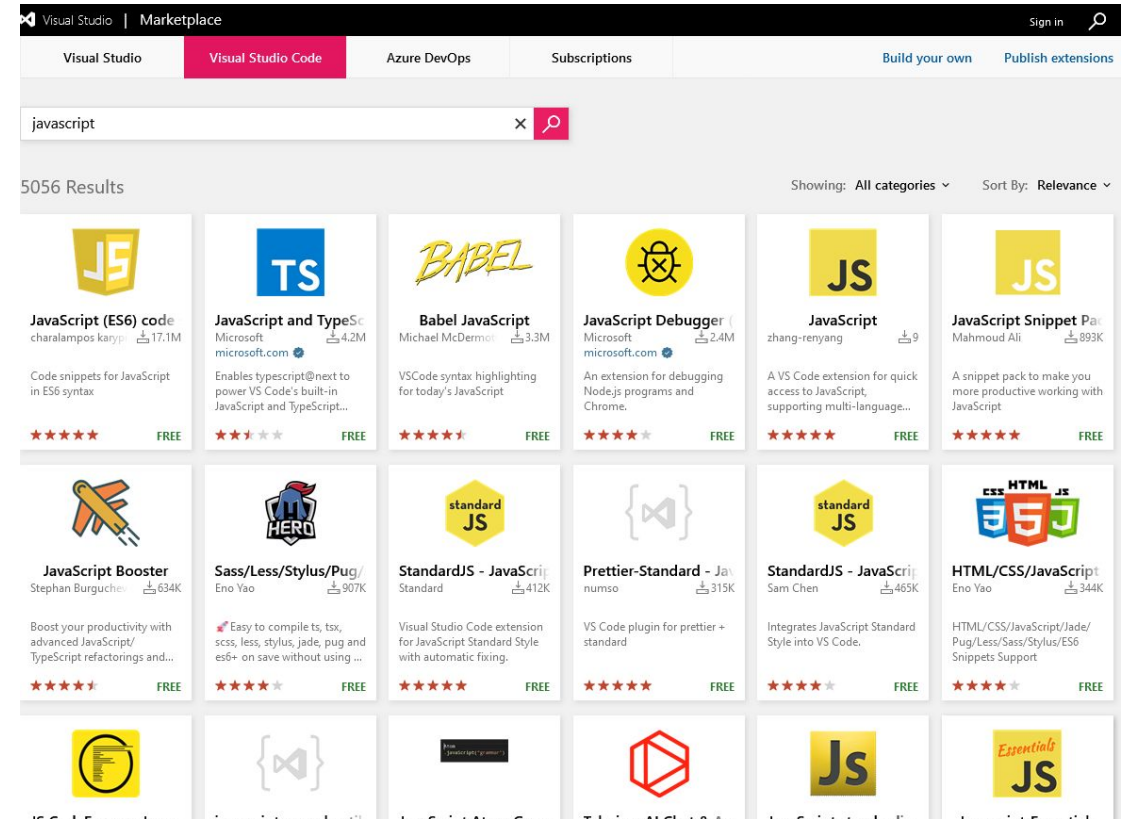 Visual Studio | Marketplace
Sign in
Visual Studio
Visual Studio Code
Azure DevOps
Subscriptions
Build your own
Publish extensions
javascript
5056 Results
Showing: All categories
Sort By: Relevance
JS
JavaScript (ES6) code
charalampos karyp
17.1M
Code snippets for JavaScript
in ES6 syntax
FREE
TS
JavaScript and TypeSc
Microsoft
4.2M
microsoft.com
Enables typescript@next to
power VS Code's built-in
JavaScript and TypeScript...
FREE
BABEL
Babel JavaScript
Michael McDermot
3.3M
VSCode syntax highlighting
for today's JavaScript
FREE
JavaScript Debugger (
Microsoft
2.4M
microsoft.com
An extension for debugging
Node.js programs and
Chrome.
FREE
JS
JavaScript
zhang-renyang
9
A VS Code extension for quick
access to JavaScript,
supporting multi-language...
FREE
JS
JavaScript Snippet Pac
Mahmoud Ali
893K
A snippet pack to make you
more productive working with
JavaScript
FREE
JavaScript Booster
Stephan Burguchev
634K
Boost your productivity with
advanced JavaScript/
TypeScript refactorings and...
FREE
HERO
Sass/Less/Stylus/Pug/
Eno Yao
907K
🚀Easy to compile ts, tsx,
scss, less, stylus, jade, pug and
es6+ on save without using ...
FREE
standard
JS
StandardJS - JavaScrip
Standard
412K
Visual Studio Code extension
for JavaScript Standard Style
with automatic fixing.
FREE
Prettier-Standard - Jav
numso
315K
VS Code plugin for prettier +
standard
FREE
standard
JS
StandardJS - JavaScrip
Sam Chen
465K
Integrates JavaScript Standard
Style into VS Code.
FREE
CSS HTML JS
HTML/CSS/JavaScript
Eno Yao
344K
HTML/CSS/JavaScript/Jade/
Pug/Less/Sass/Stylus/ES6
Snippets Support
FREE
Js
Essentials
JS